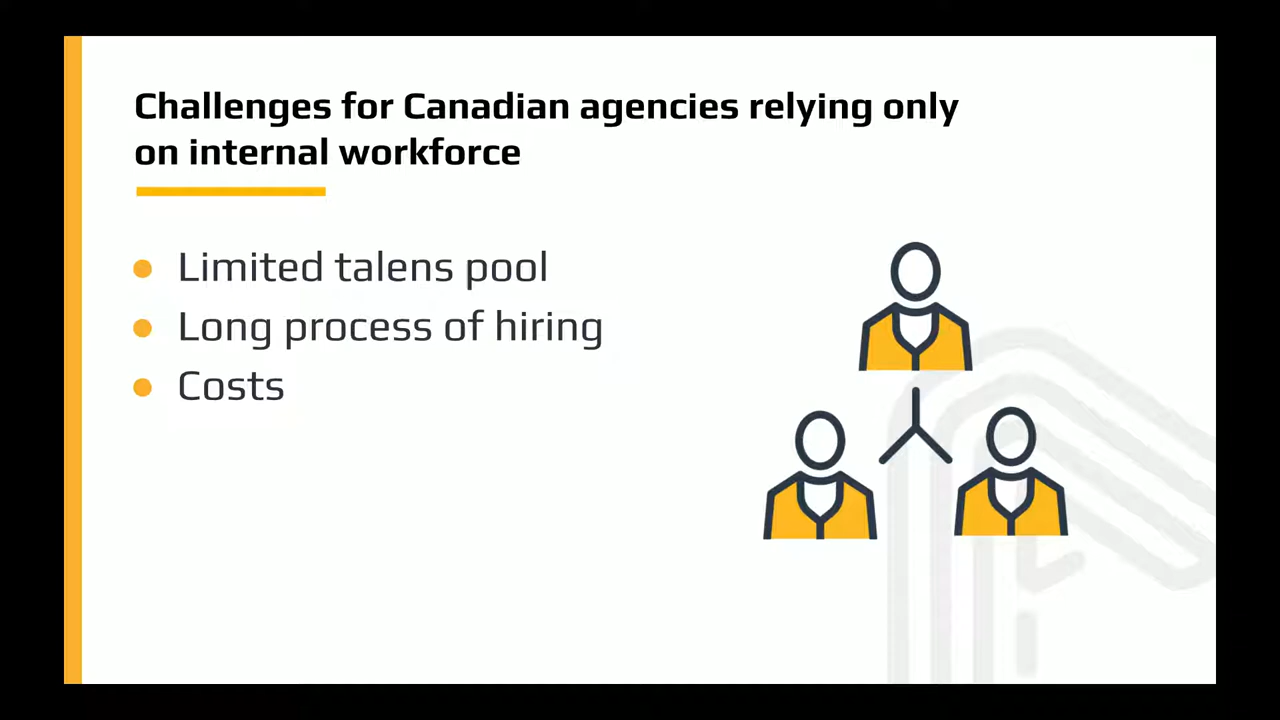 Challenges for Canadian agencies relying only
on internal workforce
Limited talens pool
Long process of hiring
Costs